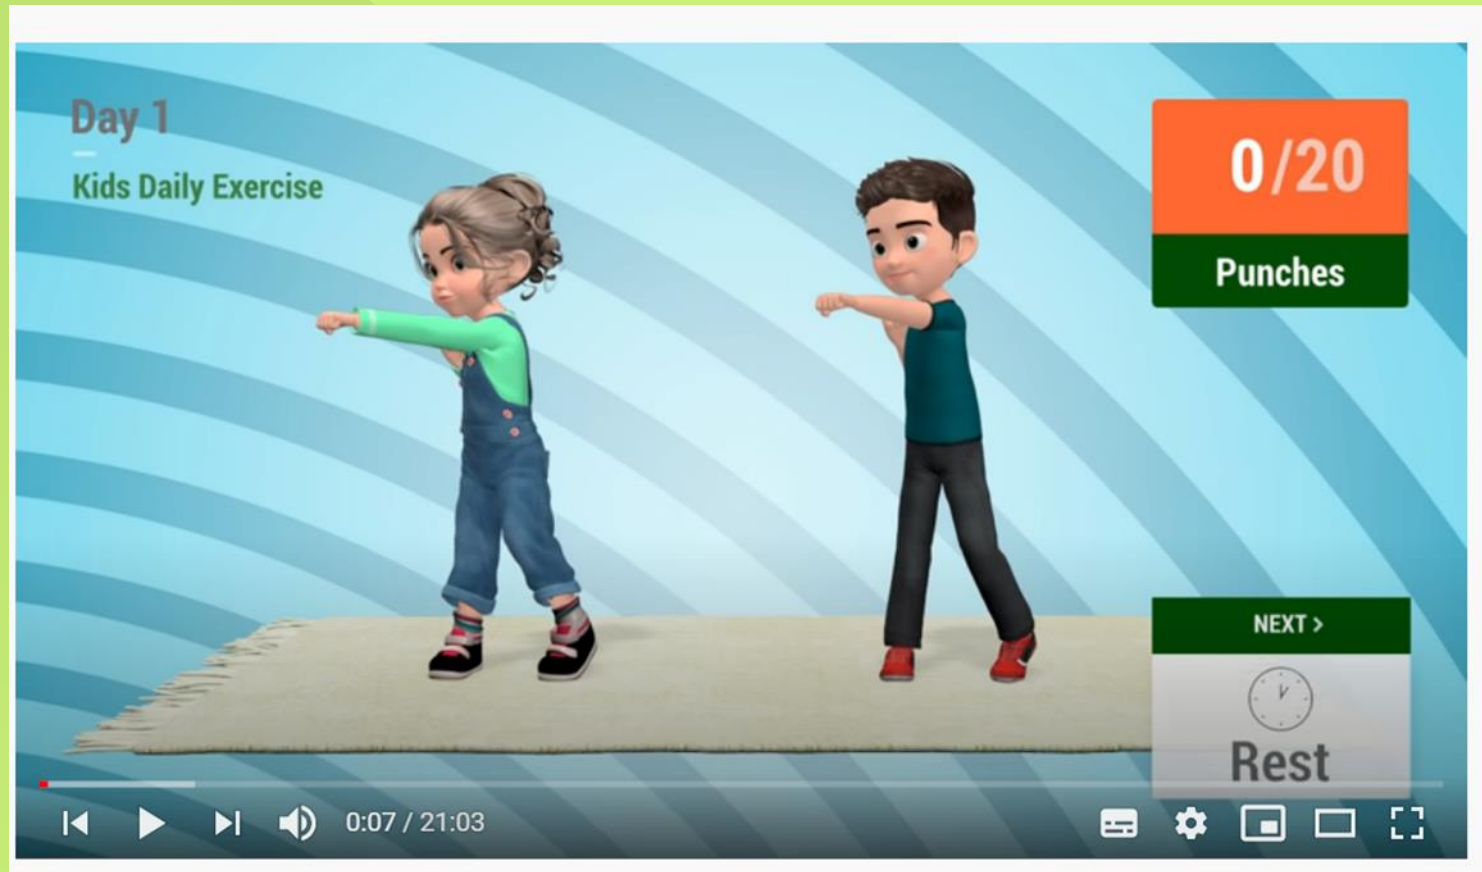 Day 1
Kids Daily Exercise
0/20
Punches
NEXT >
Rest
0:07 / 21:03